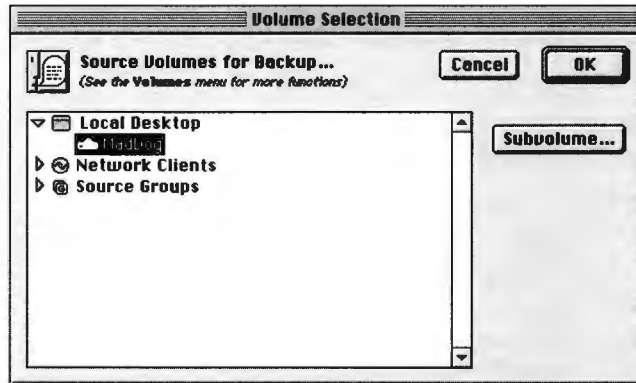 Volume Selection
Source Volumes for Backup...
(See the Volumes menu for more functions)
Cancel
OK
Local Desktop
Network Clients
Source Groups
Subvolume...